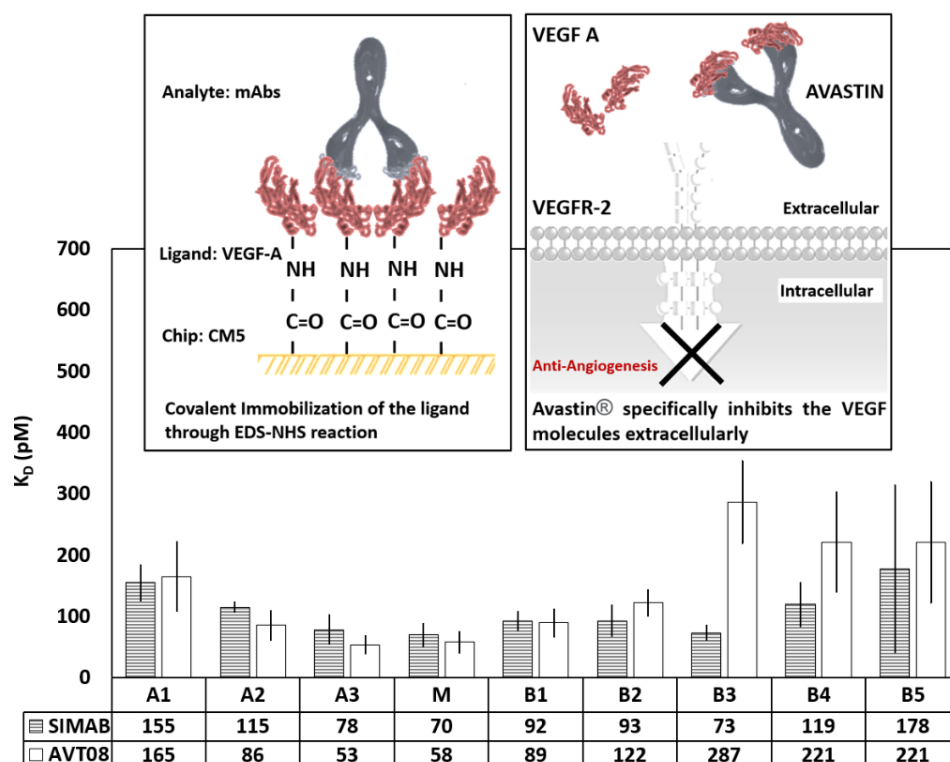 Analyte: mAbs
Ligand: VEGF-A
NH NH NH NH
C=O C=O C=O C=O
Chip: CM5
Covalent Immobilization of the ligand
through EDS-NHS reaction
VEGF A
AVASTIN
VEGFR-2
Extracellular
Intracellular
Anti-Angiogenesis
Avastin® specifically inhibits the VEGF
molecules extracellularly
K_D (pM)
700
600
500
400
300
200
100
0
A1 A2 A3 M B1 B2 B3 B4 B5
SIMAB 155 115 78 70 92 93 73 119 178
AVT08 165 86 53 58 89 122 287 221 221